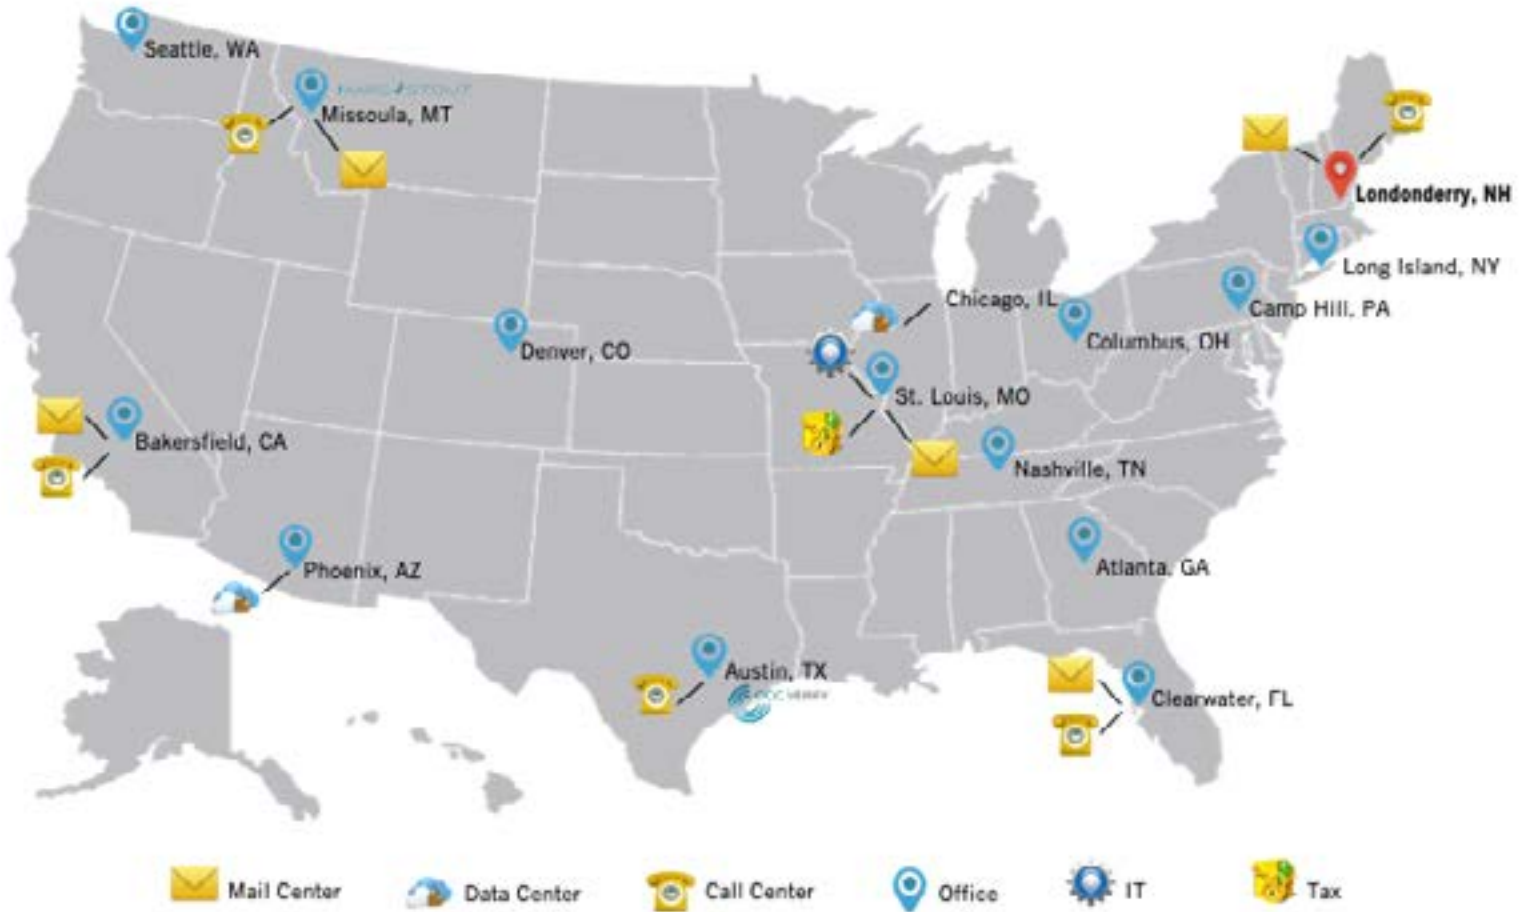 Seattle, WA
Missoula, MT
Londonderry, NH
Long Island, NY
Chicago, IL
Camp Hill, PA
Columbus, OH
Denver, CO
St. Louis, MO
Bakersfield, CA
Nashville, TN
Phoenix, AZ
Atlanta, GA
Austin, TX
Clearwater, FL
Mail Center
Data Center
Call Center
Office
IT
Tax